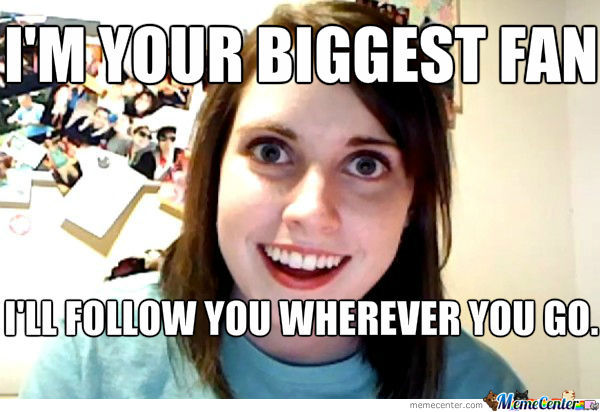 I'M YOUR BIGGEST FAN
I'LL FOLLOW YOU WHEREVER YOU GO.
memecenter.com MemeCenter